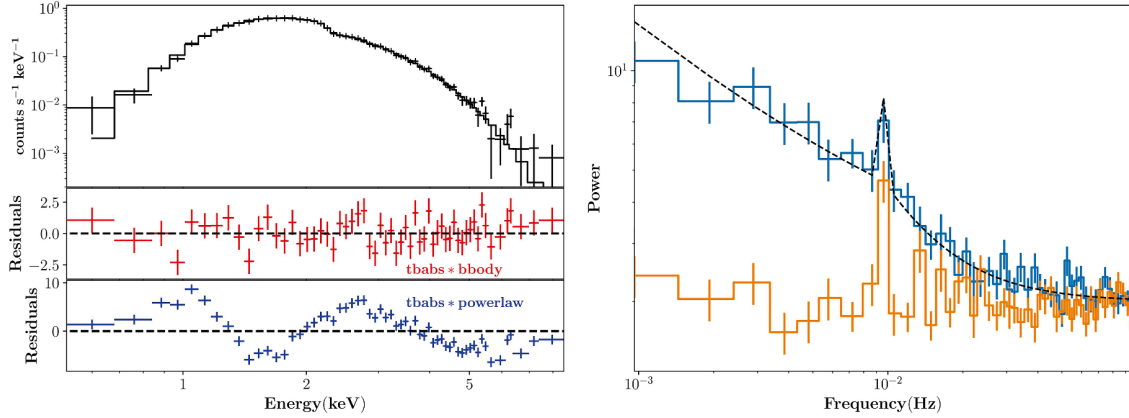 10⁰
10⁻¹
10⁻²
10⁻³
counts s⁻¹ keV⁻¹
2.5
0.0
−2.5
Residuals
tbabs * bbody
10
0
Residuals
tbabs * powerlaw
1 2 5
Energy(keV)
10¹
Power
10⁻³ 10⁻²
Frequency(Hz)